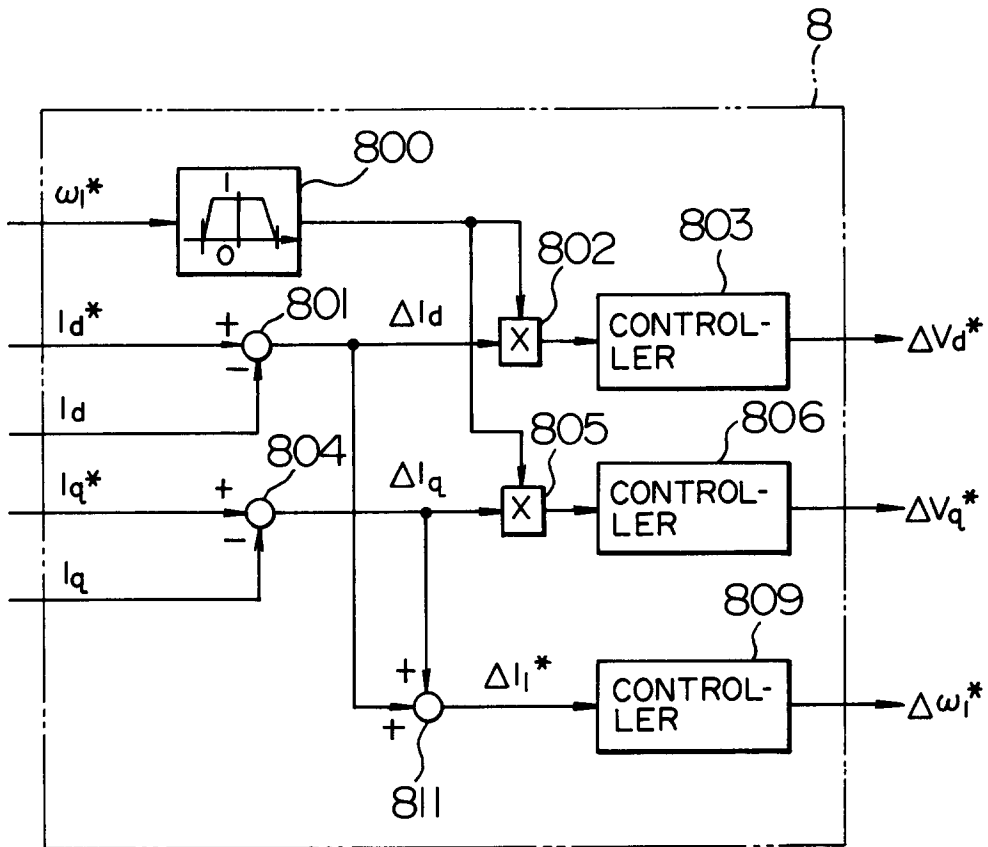 8
800
ω1*
1
0
802
803
Id*
+
801
ΔId
X
CONTROL-
LER
ΔVd*
−
Id
804
805
806
Iq*
+
ΔIq
X
CONTROL-
LER
ΔVq*
−
Iq
809
+
ΔI1*
CONTROL-
LER
Δω1*
+
811